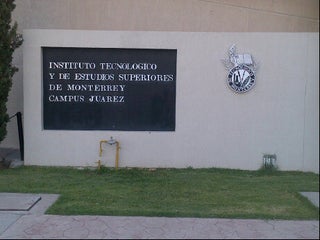 INSTITUTO TECNOLOGICO
Y DE ESTUDIOS SUPERIORES
DE MONTERREY
CAMPUS JUAREZ